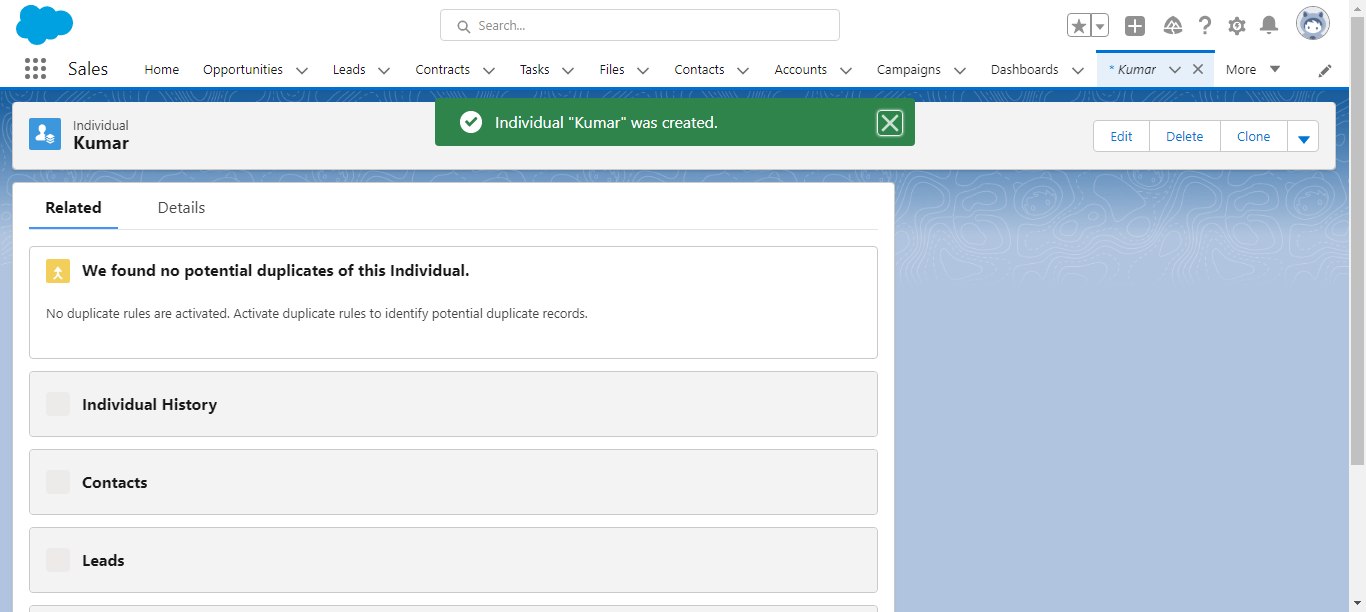 Search...
Sales
Home
Opportunities
Leads
Contracts
Tasks
Files
Contacts
Accounts
Campaigns
Dashboards
* Kumar
More
Individual "Kumar" was created.
Individual
Kumar
Edit
Delete
Clone
Related
Details
We found no potential duplicates of this Individual.
No duplicate rules are activated. Activate duplicate rules to identify potential duplicate records.
Individual History
Contacts
Leads